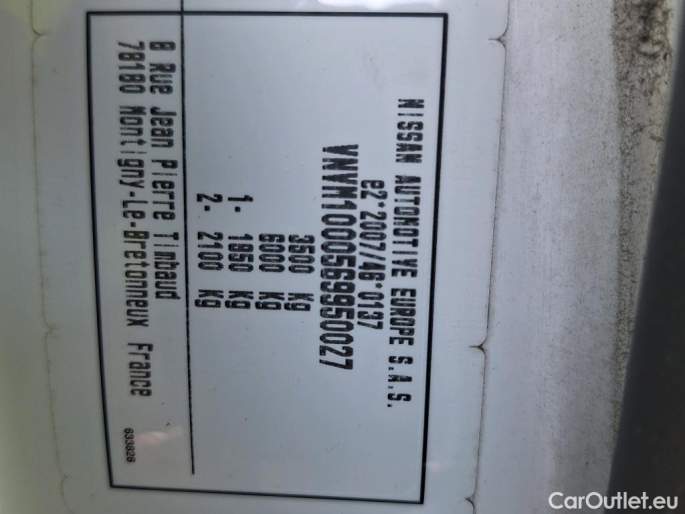 NISSAN AUTOMOTIVE EUROPE S.A.S.
e2*2007/46*0137
VNVM1000569950027
3500 kg
6000 kg
1- 1850 kg
2- 2100 kg
8 Rue Jean Pierre Timbaud
78180 Montigny-Le-Bretonneux France
633826
CarOutlet.eu